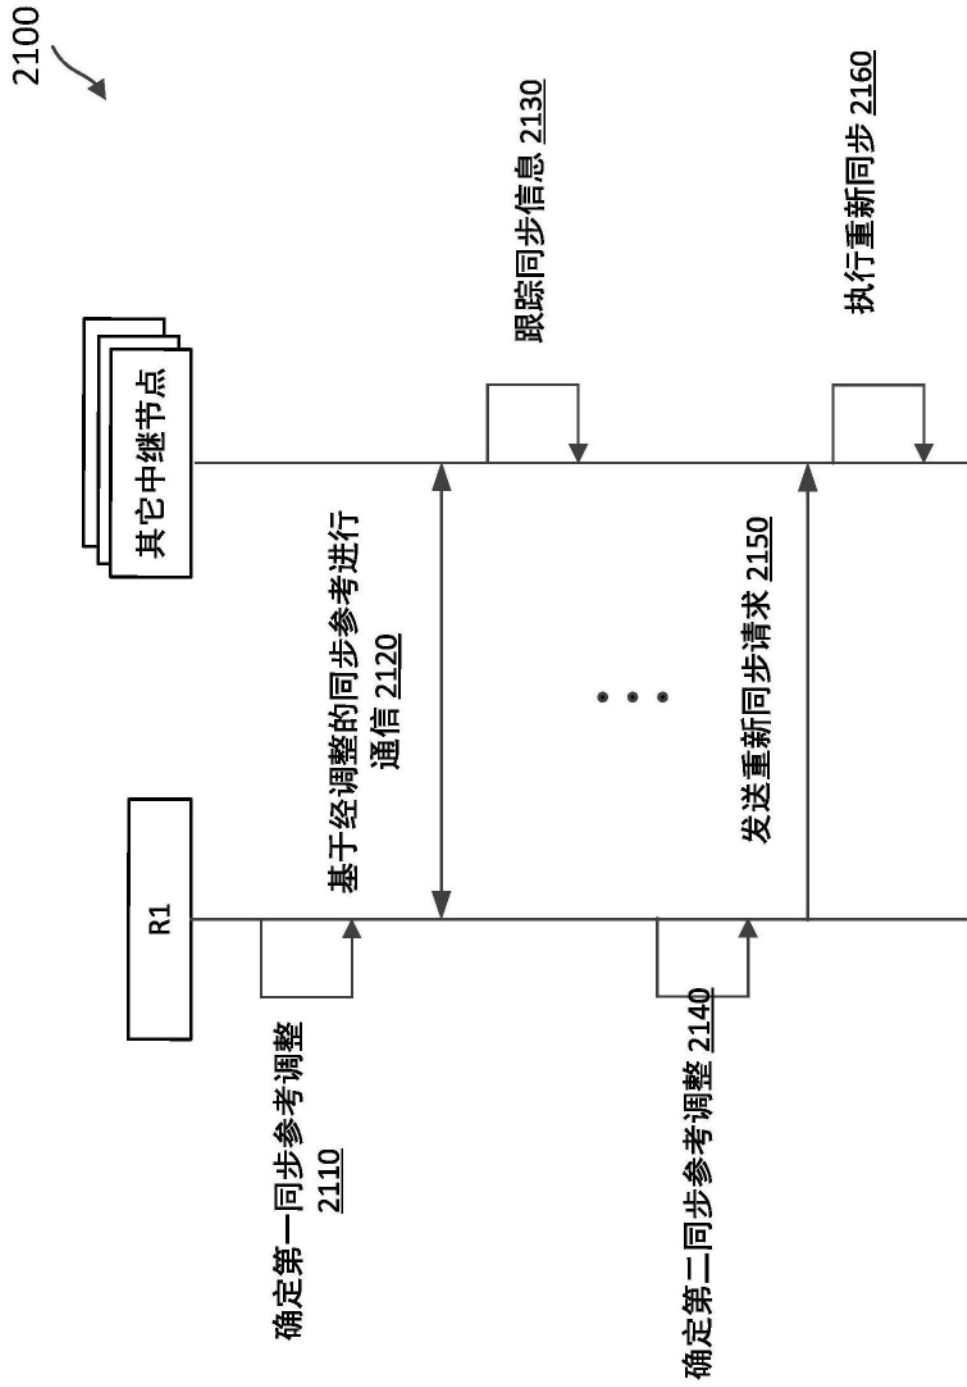 2100
R1
其它中继节点
确定第一同步参考调整
2110
基于经调整的同步参考进行
通信 2120
跟踪同步信息 2130
确定第二同步参考调整 2140
发送重新同步请求 2150
执行重新同步 2160